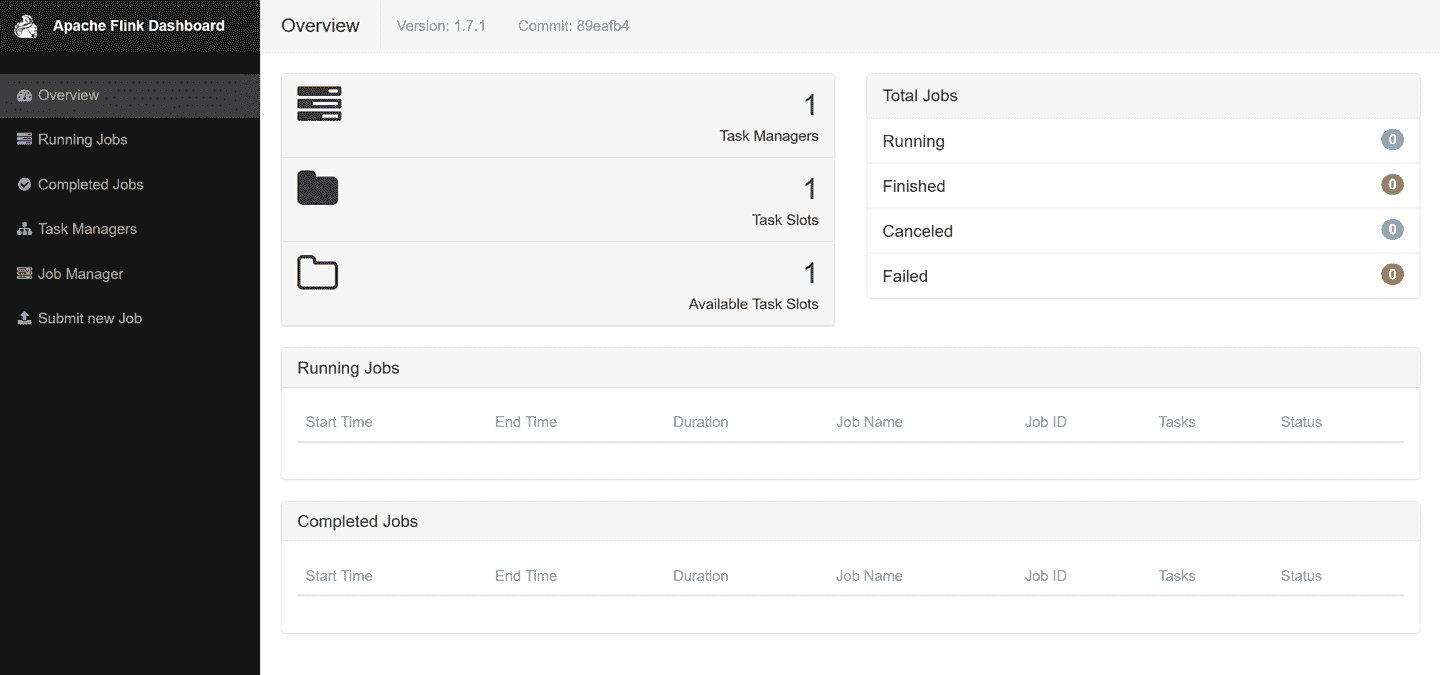 Apache Flink Dashboard
Overview
Running Jobs
Completed Jobs
Task Managers
Job Manager
Submit new Job
Overview Version: 1.7.1 Commit: 89eafb4
1
Task Managers
1
Task Slots
1
Available Task Slots
Total Jobs
Running 0
Finished 0
Canceled 0
Failed 0
Running Jobs
Start Time End Time Duration Job Name Job ID Tasks Status
Completed Jobs
Start Time End Time Duration Job Name Job ID Tasks Status